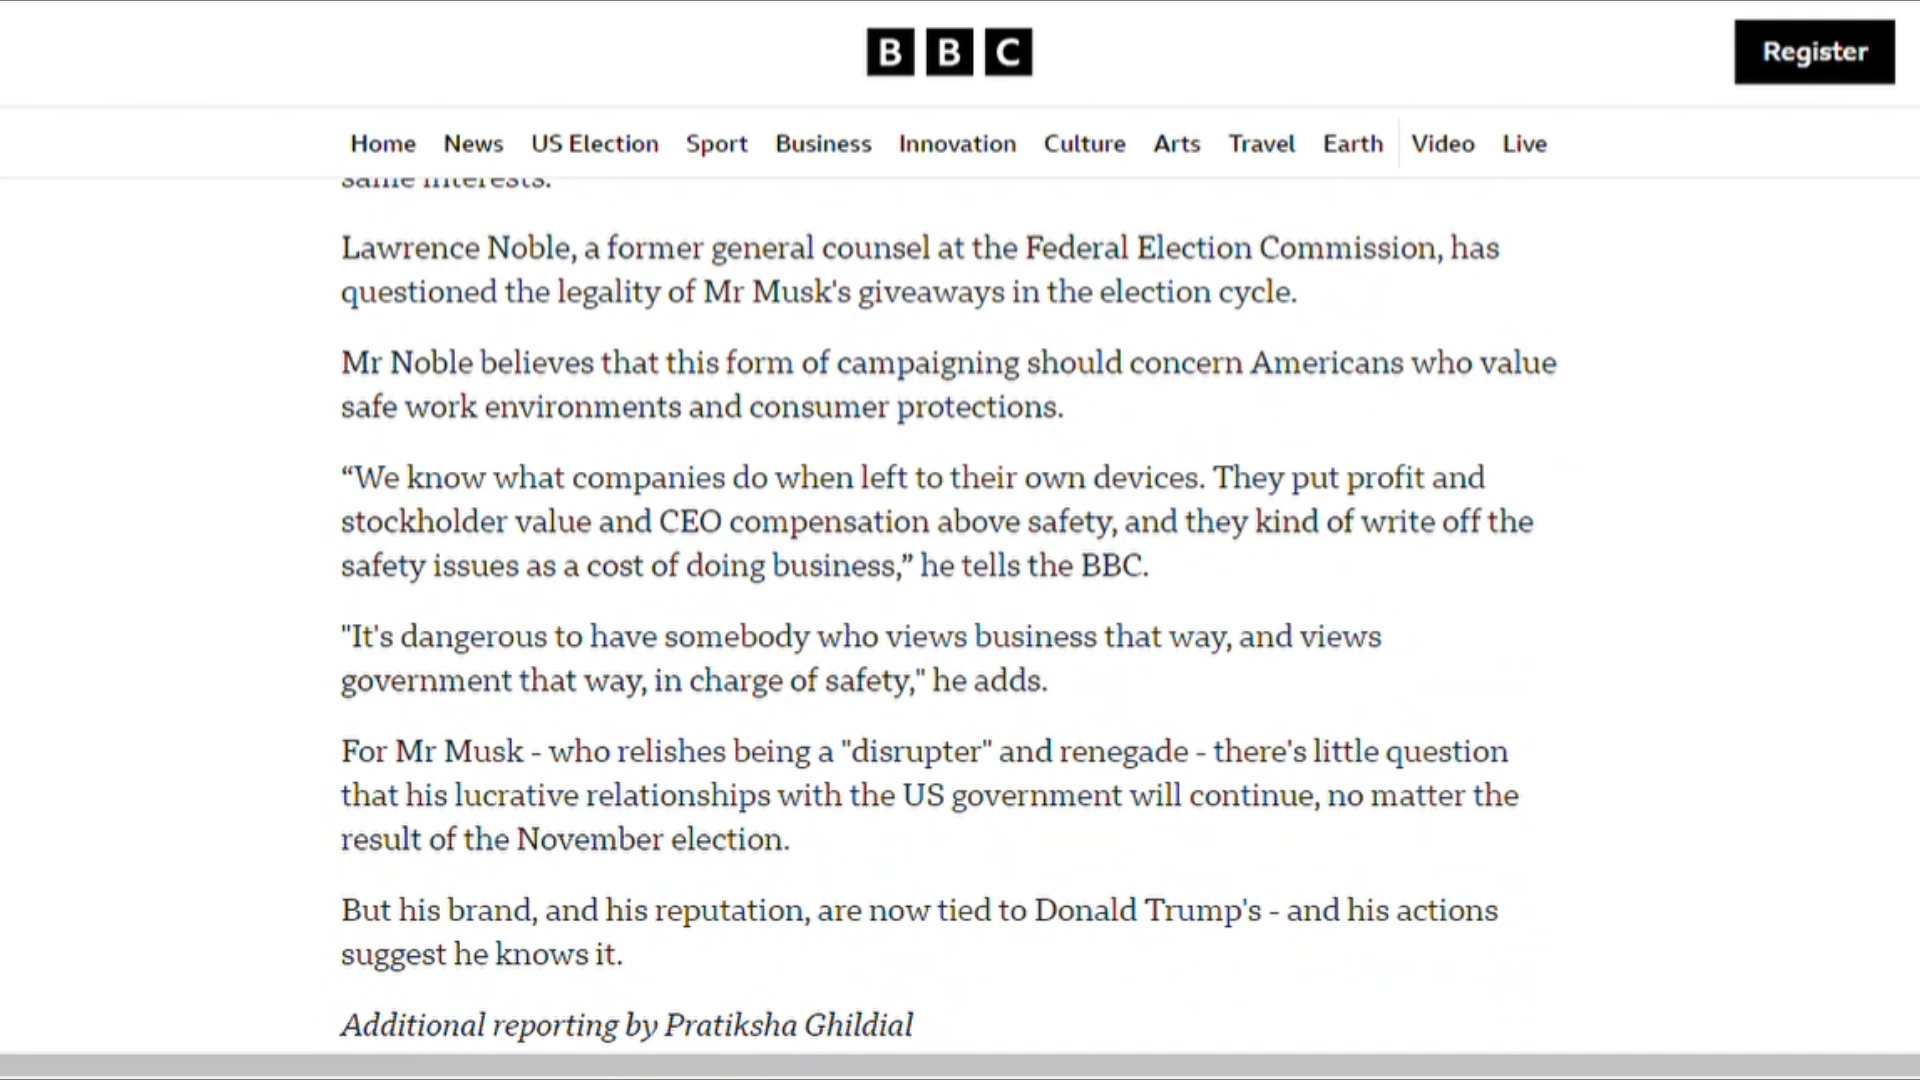 BBC
Register
Home News US Election Sport Business Innovation Culture Arts Travel Earth Video Live
same interests.
Lawrence Noble, a former general counsel at the Federal Election Commission, has
questioned the legality of Mr Musk's giveaways in the election cycle.
Mr Noble believes that this form of campaigning should concern Americans who value
safe work environments and consumer protections.
“We know what companies do when left to their own devices. They put profit and
stockholder value and CEO compensation above safety, and they kind of write off the
safety issues as a cost of doing business,” he tells the BBC.
"It's dangerous to have somebody who views business that way, and views
government that way, in charge of safety," he adds.
For Mr Musk - who relishes being a "disrupter" and renegade - there's little question
that his lucrative relationships with the US government will continue, no matter the
result of the November election.
But his brand, and his reputation, are now tied to Donald Trump's - and his actions
suggest he knows it.
Additional reporting by Pratiksha Ghildial